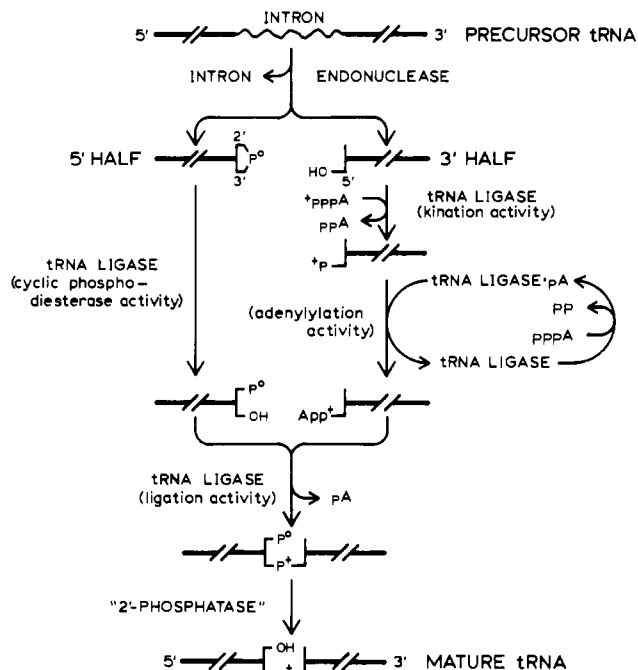 INTRON
5' 3' PRECURSOR tRNA
INTRON ENDONUCLEASE
5' HALF 2' P° 3' HO 5' 3' HALF
+PPPA
PPA
tRNA LIGASE
(kination activity)
+P
tRNA LIGASE
(cyclic phospho-
diesterase activity)
(adenylylation
activity)
tRNA LIGASE·pA
PP
PPPA
tRNA LIGASE
P°
OH
App+
tRNA LIGASE
(ligation activity)
pA
P°
P+
"2'-PHOSPHATASE"
5' OH + 3' MATURE tRNA